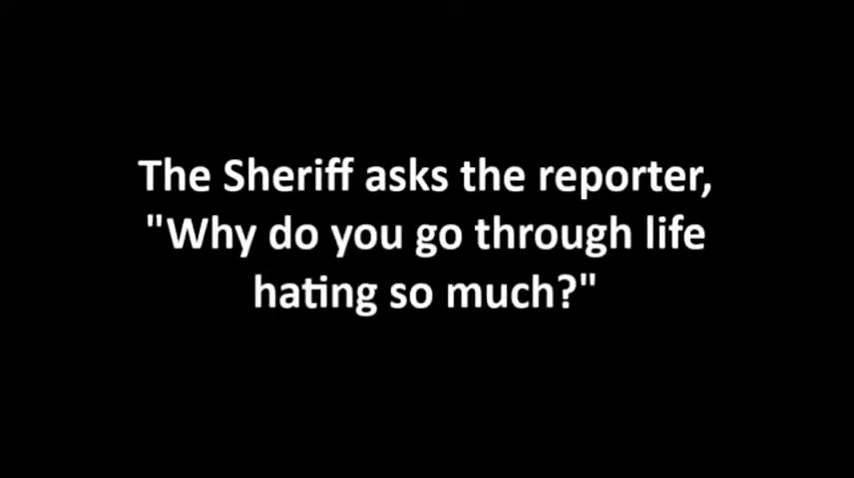 The Sheriff asks the reporter,
"Why do you go through life
hating so much?"